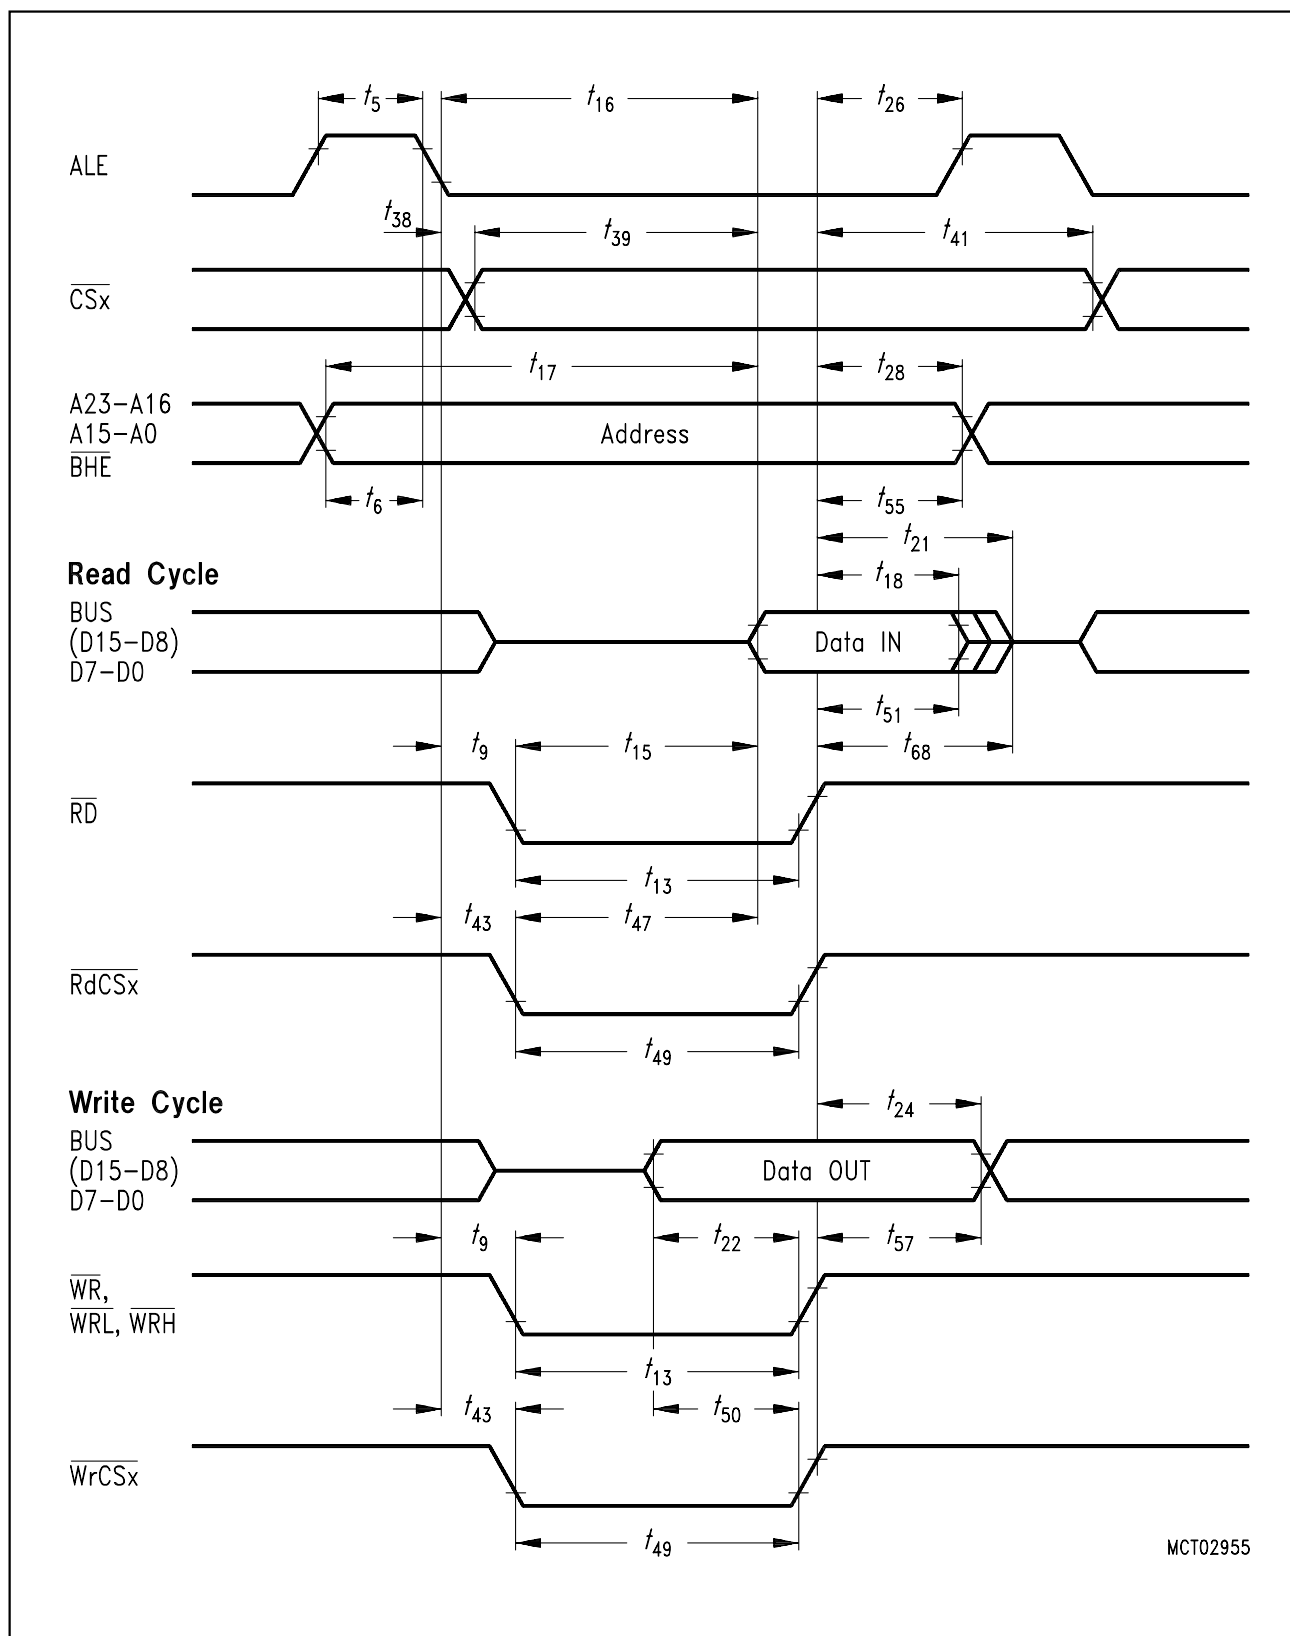 t5 t16 t26
ALE
t38 t39 t41
CSx
t17 t28
A23-A16
A15-A0
BHE
Address
t6 t55
t21
Read Cycle
t18
BUS
(D15-D8)
D7-D0
Data IN
t51
t9 t15 t68
RD
t13
t43 t47
RdCSx
t49
Write Cycle
t24
BUS
(D15-D8)
D7-D0
Data OUT
t9 t22 t57
WR,
WRL, WRH
t13
t43 t50
WrCSx
t49
MCT02955